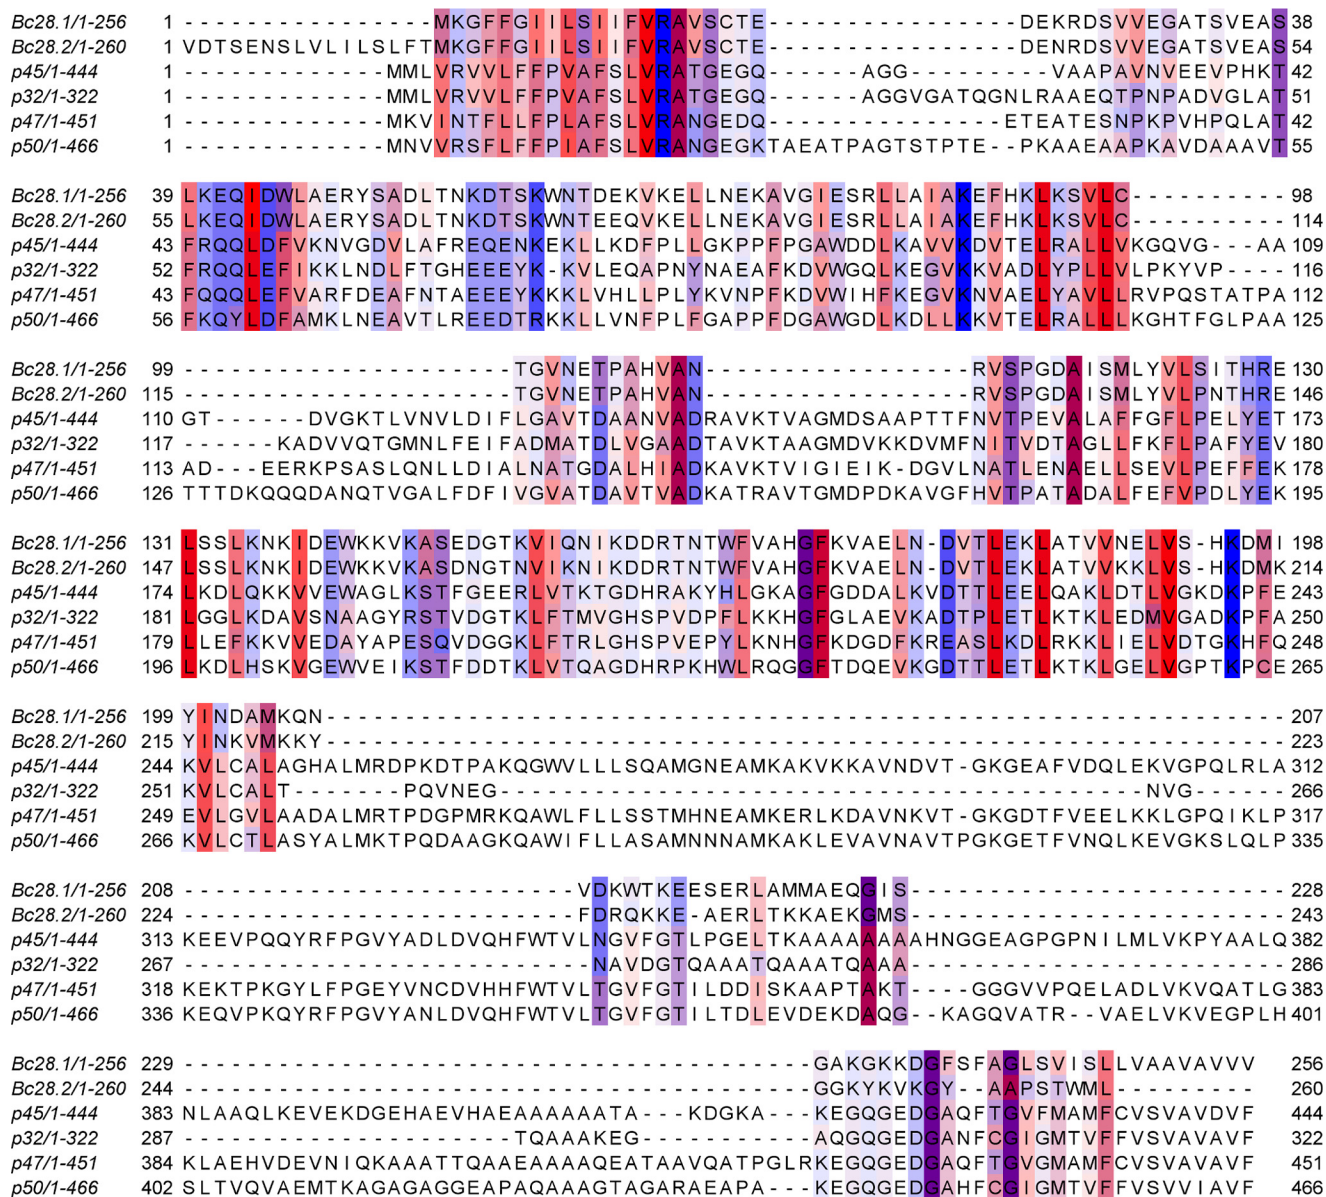 Bc28.1/1-256 1 ----------------MKGFFGIILSIIFVRAVSCTE----------------DEKRDSVVEGATSVEAS 38
Bc28.2/1-260 1 VDTSENSLVLILSLFTMKGFFGIILSIIFVRAVSCTE----------------DENRDSVVEGATSVEAS 54
p45/1-444 1 -------------MMLVRVVLFFPVAFSLVRATGEGQ------AGG---------VAAPAVNVEEVPHKT 42
p32/1-322 1 -------------MMLVRVVLFFPVAFSLVRATGEGQ------AGGVGATQGNLRAAEQTPNPADVGLAT 51
p47/1-451 1 -------------MKVINTFLLFPLAFSLVRANGEDQ---------------ETEATESNPKPVHPQLAT 42
p50/1-466 1 -------------MNVVRSFLFFPIAFSLVRANGEGKTAEATPAGTSTPTE--PKAAEAAPKAVDAAAVT 55
Bc28.1/1-256 39 LKEQIDWLAERYSADLTNKDTSKWNTDEKVKELLNEKAVGIESRLLAIAKEFHKLKSVLC---------- 98
Bc28.2/1-260 55 LKEQIDWLAERYSADLTNKDTSKWNTEEQVKELLNEKAVGIESRLLAIAKEFHKLKSVLC---------- 114
p45/1-444 43 FRQQLDFVKNVGDVLAFREQENKEKLLKDFPLLGKPPFPGAWDDLKAVVKDVTELRALLVKGQVG---AA 109
p32/1-322 52 FRQQLEFIKKLNDLFTGHEEEYK-KVLEQAPNYNAEAFKDVWGQLKEGVKKVADLYPLLVLPKYVP---- 116
p47/1-451 43 FQQQLEFVARFDEAFNTAEEEYKKKLVHLLPLYKVNPFKDVWIHFKEGVKNVAELYAVLLRVPQSTATPA 112
p50/1-466 56 FKQYLDFAMKLNEAVTLREEDTRKKLLVNFPLFGAPPFDGAWGDLKDLLKKVTELRALLLKGHTFGLPAA 125
Bc28.1/1-256 99 ---------------------TGVNETPAHVAN-----------------RVSPGDAISMLYVLSITHRE 130
Bc28.2/1-260 115 ---------------------TGVNETPAHVAN-----------------RVSPGDAISMLYVLPNTHRE 146
p45/1-444 110 GT------DVGKTLVNVLDIFLGAVTDAANVADRAVKTVAGMDSAAPTTFNVTPEVALAFFGFLPELYET 173
p32/1-322 117 ------KADVVQTGMNLFEIFADMATDLVGAADTAVKTAAGMDVKKDVMFNITVDTAGLLFKFLPAFYEV 180
p47/1-451 113 AD---EERKPSASLQNLLDIALNATGDALHIADKAVKTVIGIEIK-DGVLNATLENAELLSEVLPEFFEK 178
p50/1-466 126 TTTDKQQQDANQTVGALFDFIVGVATDAVTVADKATRAVTGMDPDKAVGFHVTPATADALFEFVPDLYEK 195
Bc28.1/1-256 131 LSSLKNKIDEWKKVKASEDGTKVIQNIKDDRTNTWFVAHGFKVAELN-DVTLEKLATVVNELVS-HKDMI 198
Bc28.2/1-260 147 LSSLKNKIDEWKKVKASDNGTNVIKNIKDDRTNTWFVAHGFKVAELN-DVTLEKLATVVKKLVS-HKDMK 214
p45/1-444 174 LKDLQKKVVEWAGLKSTFGEERLVTKTGDHRAKYHLGKAGFGDDALKVDTTLEELQAKLDTLVGKDKPFE 243
p32/1-322 181 LGGLKDAVSNAAGYRSTVDGTKLFTMVGHSPVDPFLKKHGFGLAEVKADTPLETLKTKLEDMVGADKPFA 250
p47/1-451 179 LLEFKKVVEDAYAPESQVDGGKLFTRLGHSPVEPYLKNHGFKDGDFKREASLKDLRKKLIELVDTGKHFQ 248
p50/1-466 196 LKDLHSKVGEWVEIKSTFDDTKLVTQAGDHRPKHWLRQGGFTDQEVKGDTTLETLKTKLGELVGPTKPCE 265
Bc28.1/1-256 199 YINDAMKQN------------------------------------------------------------- 207
Bc28.2/1-260 215 YINKVMKKY------------------------------------------------------------- 223
p45/1-444 244 KVLCALAGHALMRDPKDTPAKQGWVLLLSQAMGNEAMKAKVKKAVNDVT-GKGEAFVDQLEKVGPQLRLA 312
p32/1-322 251 KVLCALT-------PQVNEG-----------------------------------------NVG------ 266
p47/1-451 249 EVLGVLAADALMRTPDGPMRKQAWLFLLSSTMHNEAMKERLKDAVNKVT-GKGDTFVEELKKLGPQIKLP 317
p50/1-466 266 KVLCTLASYALMKTPQDAAGKQAWIFLLASAMNNNAMKAKLEVAVNAVTPGKGETFVNQLKEVGKSLQLP 335
Bc28.1/1-256 208 -------------------------VDKWTKEESERLAMMAEQGIS------------------------ 228
Bc28.2/1-260 224 -------------------------FDRQKKE-AERLTKKAEKGMS------------------------ 243
p45/1-444 313 KEEVPQQYRFPGVYADLDVQHFWTVLNGVFGTLPGELTKAAAAAAAAHNGGEAGPGPNILMLVKPYAALQ 382
p32/1-322 267 --------------------------NAVDGTQAAATQAAATQAAA------------------------ 286
p47/1-451 318 KEKTPKGYLFPGEYVNCDVHHFWTVLTGVFGTILDDISKAAPTAKT----GGGVVPQELADLVKVQATLG 383
p50/1-466 336 KEQVPKQYRFPGVYANLDVQHFWTVLTGVFGTILTDLEVDEKDAQG--KAGQVATR--VAELVKVEGPLH 401
Bc28.1/1-256 229 ----------------------------------------GAKGKKDGFSFAGLSVISLLVAAVAVVV 256
Bc28.2/1-260 244 ----------------------------------------GGKYKVKGY--AAPSTWML--------- 260
p45/1-444 383 NLAAQLKEVEKDGEHAEVHAEAAAAAATA---KDGKA---KEGQGEDGAQFTGVFMAMFCVSVAVDVF 444
p32/1-322 287 ---------------------TQAAAKEG-----------AQGQGEDGANFCGIGMTVFFVSVAVAVF 322
p47/1-451 384 KLAEHVDEVNIQKAAATTQAAEAAAAQEATAAVQATPGLRKEGQGEDGAQFTGVGMAMFCVSVAVAVF 451
p50/1-466 402 SLTVQVAEMTKAGAGAGGEAPAQAAAGTAGARAEAPA---KEGQGEDGAHFCGIGMSVIFVSVVIAVF 466